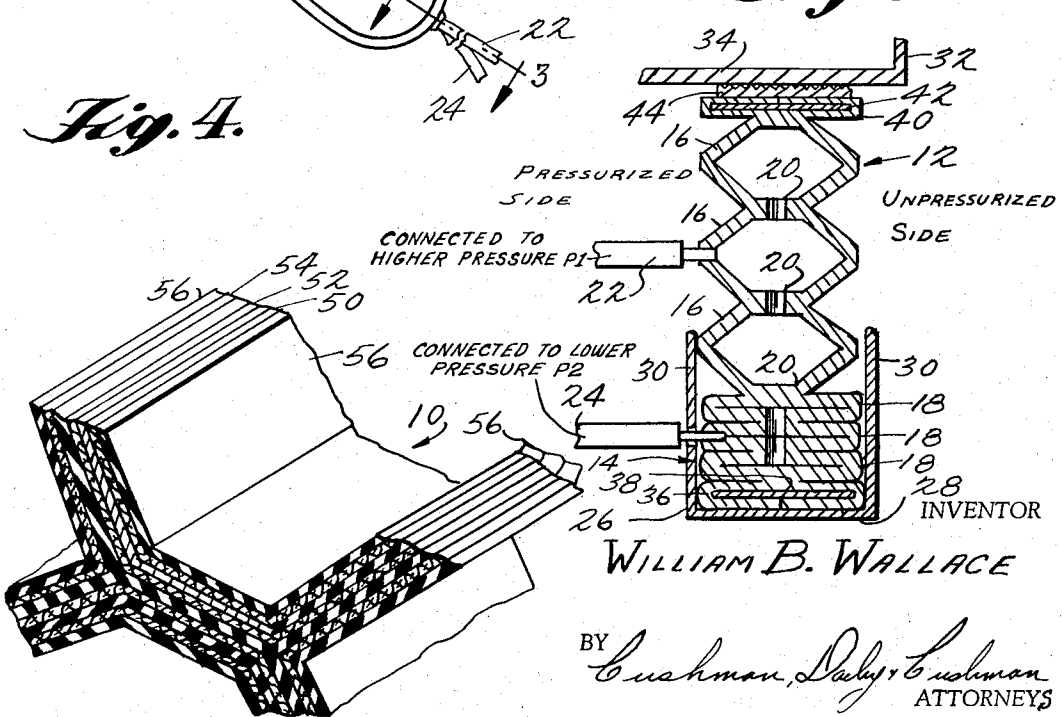 22
3
24
Fig. 4.
34
32
44
42
40
16
12
20
PRESSURIZED
SIDE
UNPRESSURIZED
SIDE
16
CONNECTED TO
HIGHER PRESSURE P1
22
20
16
54
52
50
56
56
CONNECTED TO LOWER
PRESSURE P2
30
20
30
24
18
10
56
18
14
38
18
36
26
28
INVENTOR
WILLIAM B. WALLACE
BY Cushman, Darby & Cushman
ATTORNEYS